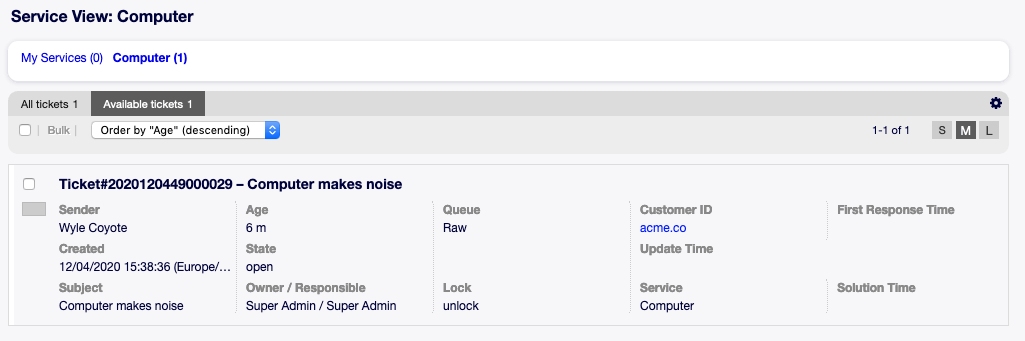 Service View: Computer
My Services (0) Computer (1)
All tickets 1 Available tickets 1
| Bulk | Order by "Age" (descending) 1-1 of 1 S M L
Ticket#2020120449000029 – Computer makes noise
Sender Age Queue Customer ID First Response Time
Wyle Coyote 6 m Raw acme.co
Created State Update Time
12/04/2020 15:38:36 (Europe/… open
Subject Owner / Responsible Lock Service Solution Time
Computer makes noise Super Admin / Super Admin unlock Computer